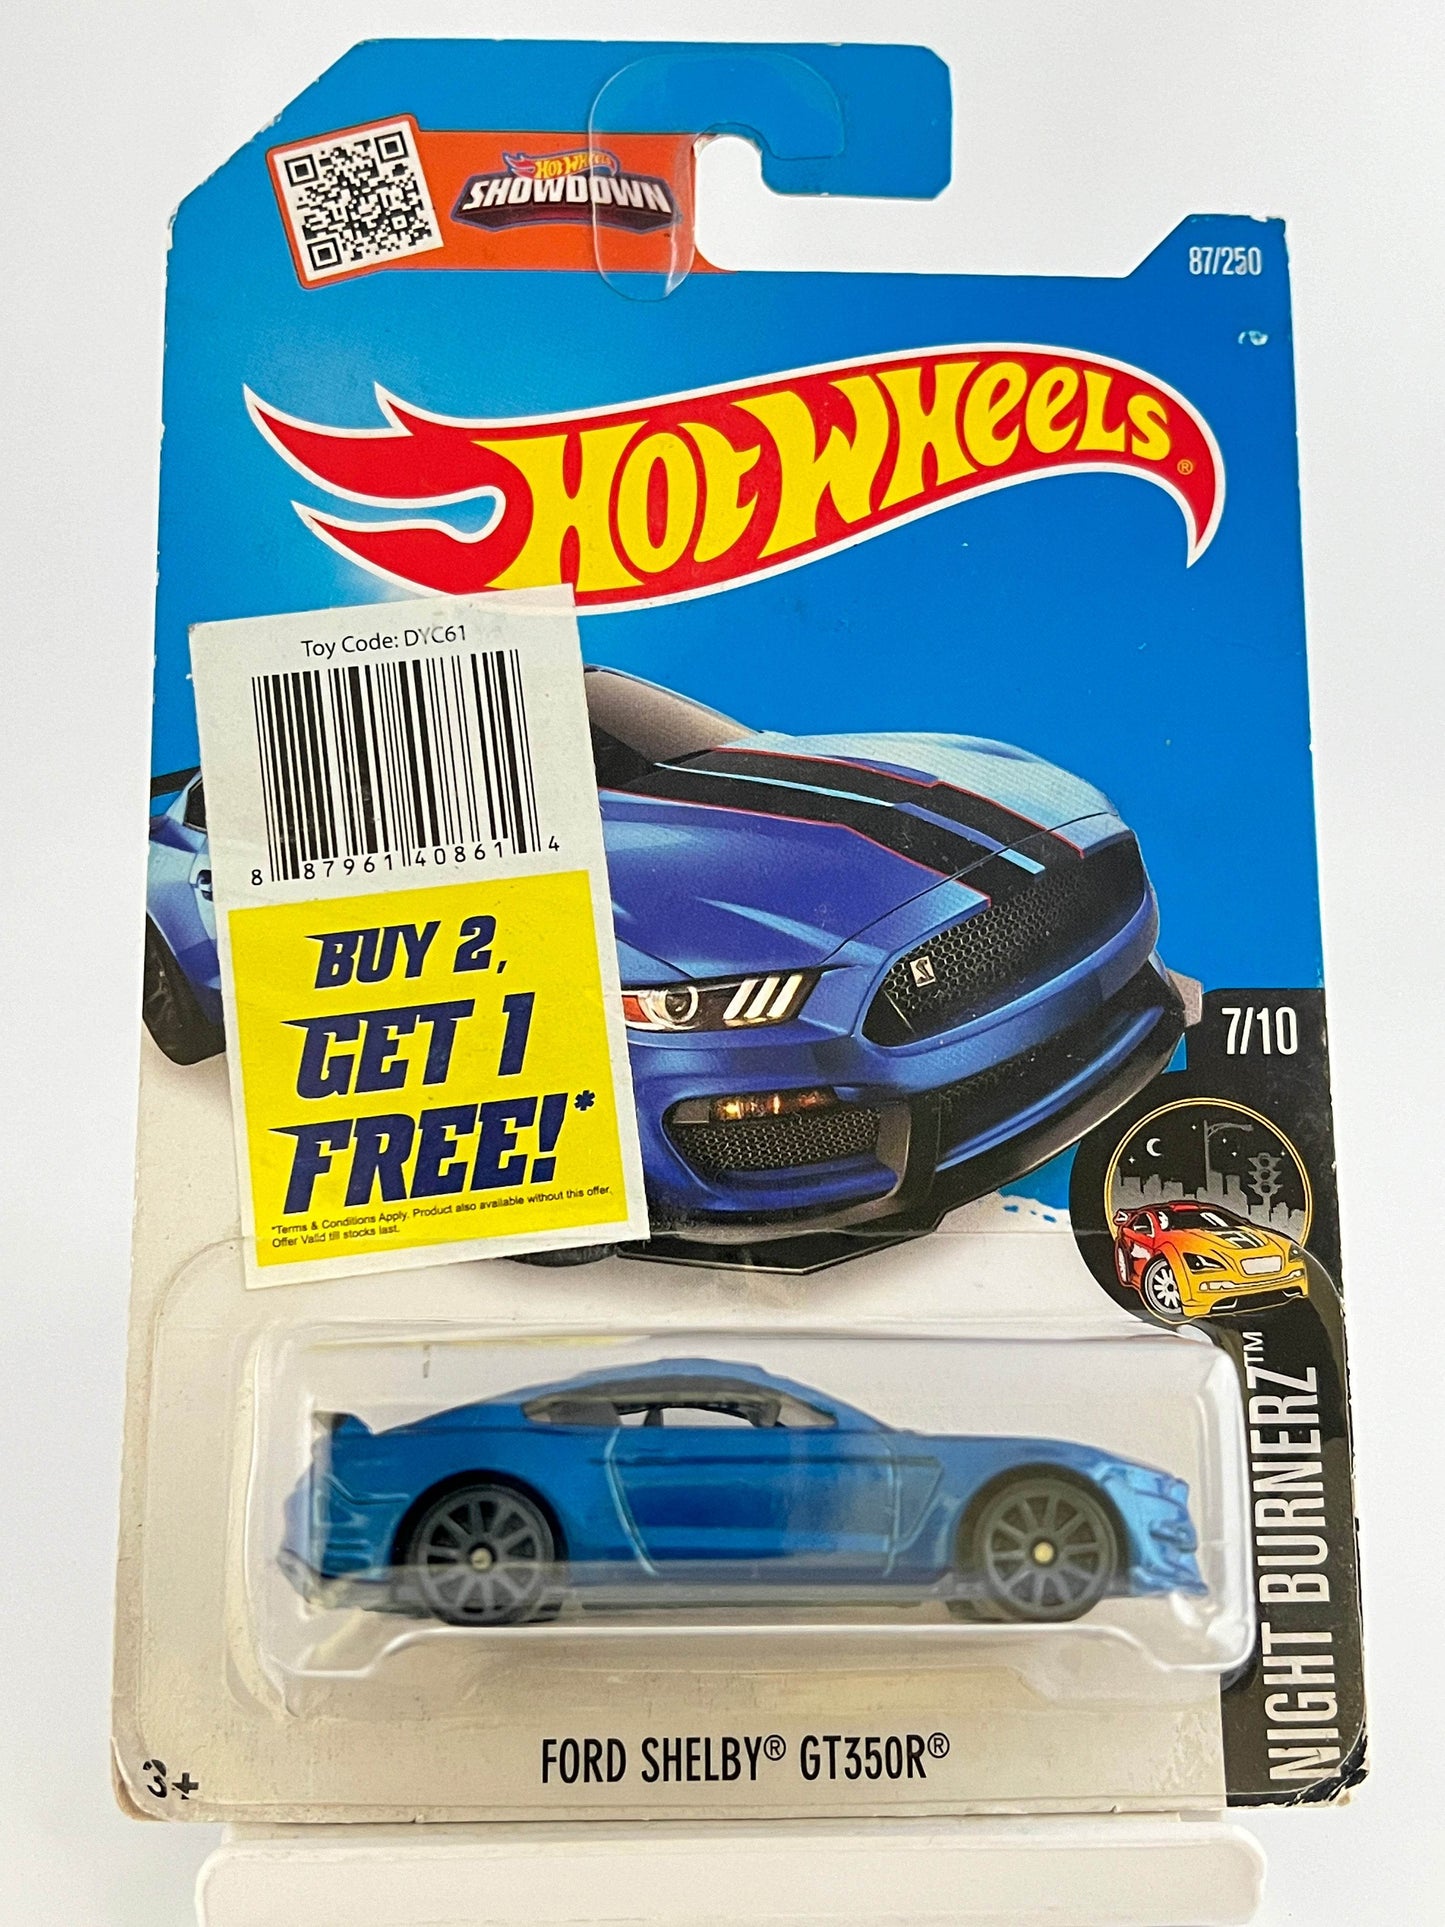 HOT WHEELS
SHOWDOWN
87/250
HOT WHEELS®
Toy Code: DYC61
8 87961 40861 4
BUY 2,
GET 1
FREE!*
*Terms & Conditions Apply. Product also available without this offer.
Offer Valid till stocks last.
7/10
NIGHT BURNERZ™
FORD SHELBY® GT350R®
3+